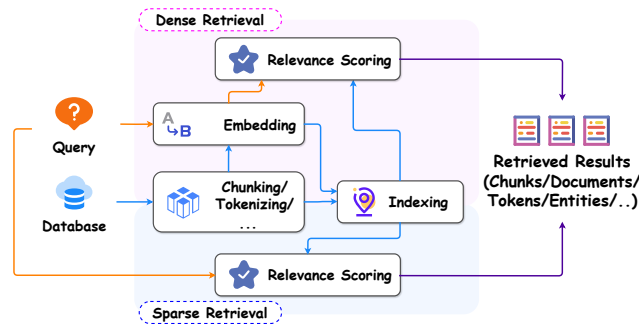 Dense Retrieval
Relevance Scoring
?
A
B
Embedding
Query
Chunking/
Tokenizing/
...
Database
Indexing
Retrieved Results
(Chunks/Documents/
Tokens/Entities/..)
Relevance Scoring
Sparse Retrieval